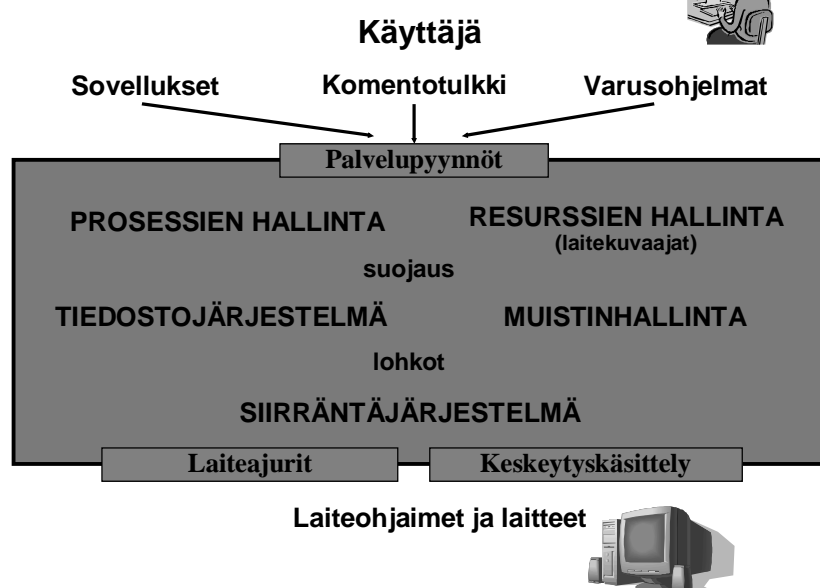 Käyttäjä
Sovellukset Komentotulkki Varusohjelmat
Palvelupyynnöt
PROSESSIEN HALLINTA RESURSSIEN HALLINTA
(laitekuvaajat)
suojaus
TIEDOSTOJÄRJESTELMÄ MUISTINHALLINTA
lohkot
SIIRRÄNTÄJÄRJESTELMÄ
Laiteajurit Keskeytyskäsittely
Laiteohjaimet ja laitteet